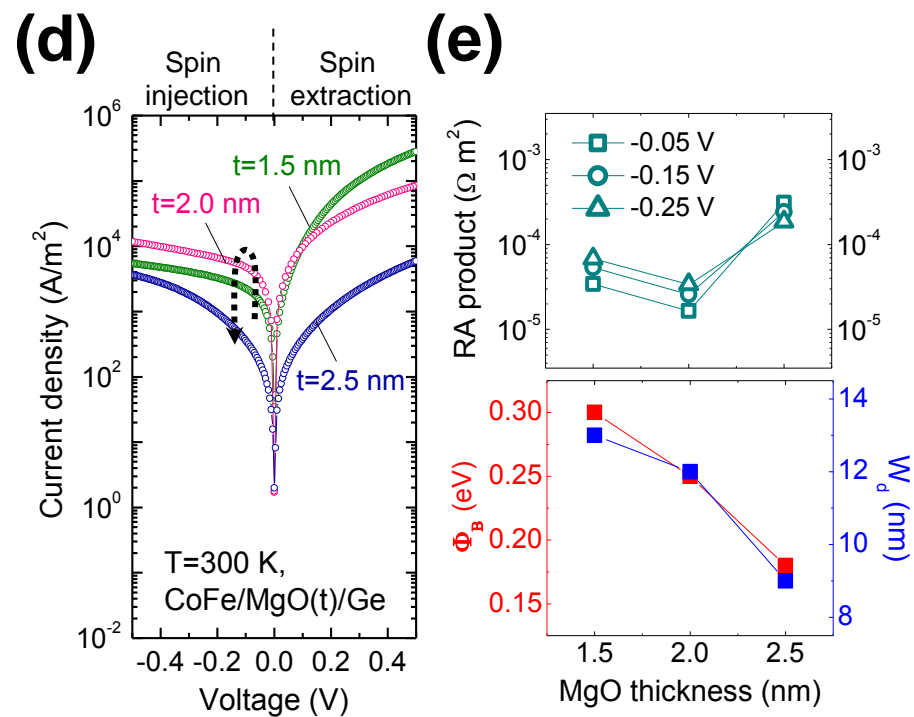 (d)
Spin injection
Spin extraction
10^6
10^4
10^2
10^0
10^-2
Current density (A/m^2)
t=1.5 nm
t=2.0 nm
t=2.5 nm
T=300 K,
CoFe/MgO(t)/Ge
-0.4 -0.2 0.0 0.2 0.4
Voltage (V)
(e)
RA product (Ω m^2)
10^-3
10^-4
10^-5
-0.05 V
-0.15 V
-0.25 V
10^-3
10^-4
10^-5
Φ_B (eV)
0.30
0.25
0.20
0.15
14
12
10
8
W_d (nm)
1.5 2.0 2.5
MgO thickness (nm)